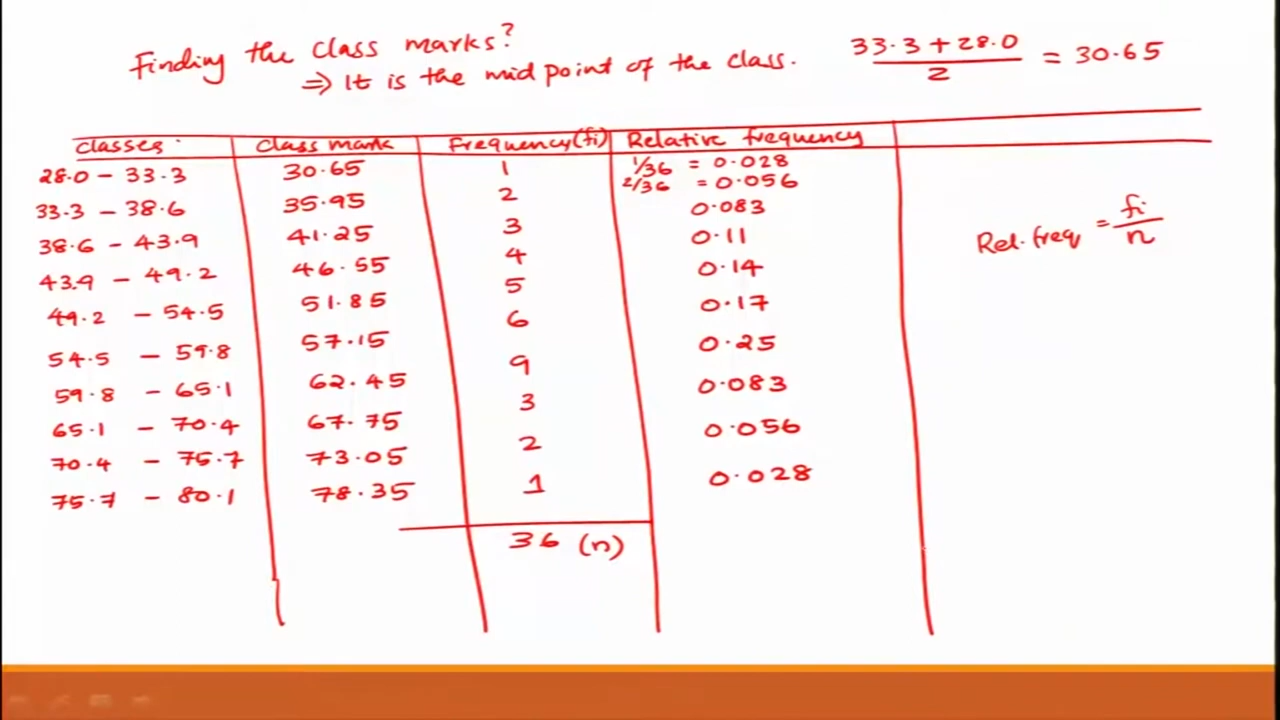 Finding the class marks?
⇒ It is the mid point of the class.
33.3 + 28.0 / 2 = 30.65
classes. class mark Frequency(fi) Relative frequency
28.0 – 33.3 30.65 1 1/36 = 0.028
33.3 – 38.6 35.95 2 2/36 = 0.056
38.6 – 43.9 41.25 3 0.083
43.9 – 49.2 46.55 4 0.11
49.2 – 54.5 51.85 5 0.14
54.5 – 59.8 57.15 6 0.17
59.8 – 65.1 62.45 9 0.25
65.1 – 70.4 67.75 3 0.083
70.4 – 75.7 73.05 2 0.056
75.7 – 80.1 78.35 1 0.028
36 (n)
Rel. freq = fi / n